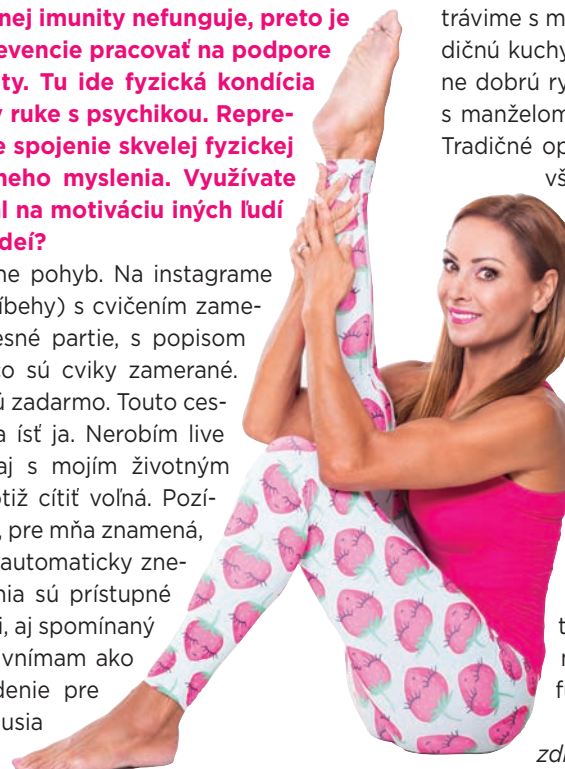 nej imunity nefunguje, preto je
evencie pracovať na podpore
ty. Tu ide fyzická kondícia
ruke s psychikou. Repre-
e spojenie skvelej fyzickej
neho myslenia. Využívate
l na motiváciu iných ľudí
deí?
ne pohyb. Na instagrame
íbehy) s cvičením zame-
esné partie, s popisom
čo sú cviky zamerané.
ú zadarmo. Touto ces-
a ísť ja. Nerobím live
aj s mojím životným
otiž cítiť voľná. Pozí-
, pre mňa znamená,
automaticky zne-
nia sú prístupné
i, aj spomínaný
vnímam ako
denie pre
usia
trávime s m
dičnú kuchy
ne dobrú ry
s manželom
Tradičné op
vš
t
r
fu
zdr